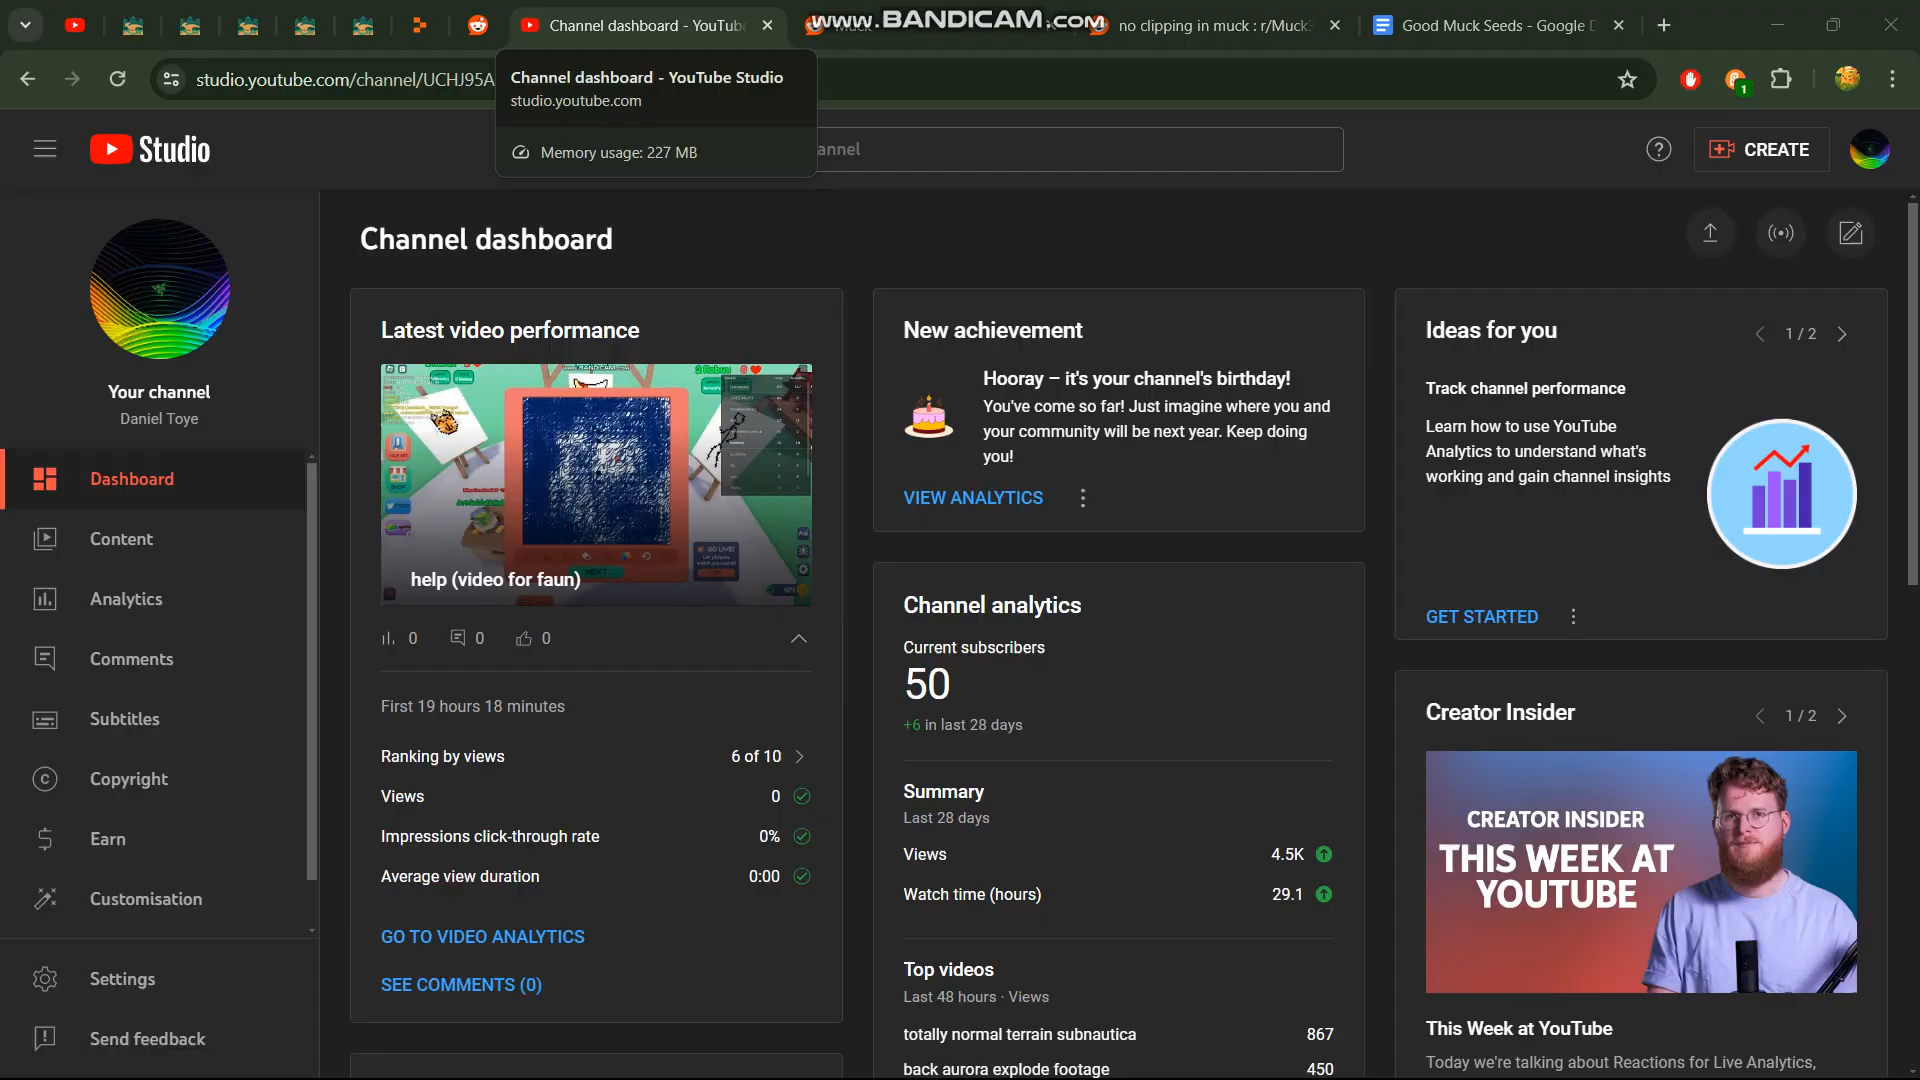 Channel dashboard - YouTube
www.BANDICAM.com
no clipping in muck : r/Muck
Good Muck Seeds - Google D
studio.youtube.com/channel/UCHJ95A
Channel dashboard - YouTube Studio
studio.youtube.com
Memory usage: 227 MB
1
Studio
annel
?
CREATE
Your channel
Daniel Toye
Dashboard
Content
Analytics
Comments
Subtitles
Copyright
Earn
Customisation
Settings
Send feedback
Channel dashboard
Latest video performance
help (video for faun)
0 0 0
First 19 hours 18 minutes
Ranking by views 6 of 10
Views 0
Impressions click-through rate 0%
Average view duration 0:00
GO TO VIDEO ANALYTICS
SEE COMMENTS (0)
New achievement
Hooray – it's your channel's birthday!
You've come so far! Just imagine where you and
your community will be next year. Keep doing
you!
VIEW ANALYTICS
Channel analytics
Current subscribers
50
+6 in last 28 days
Summary
Last 28 days
Views 4.5K
Watch time (hours) 29.1
Top videos
Last 48 hours · Views
totally normal terrain subnautica 867
back aurora explode footage 450
Ideas for you
1 / 2
Track channel performance
Learn how to use YouTube
Analytics to understand what's
working and gain channel insights
GET STARTED
Creator Insider
1 / 2
CREATOR INSIDER
THIS WEEK AT
YOUTUBE
This Week at YouTube
Today we're talking about Reactions for Live Analytics,